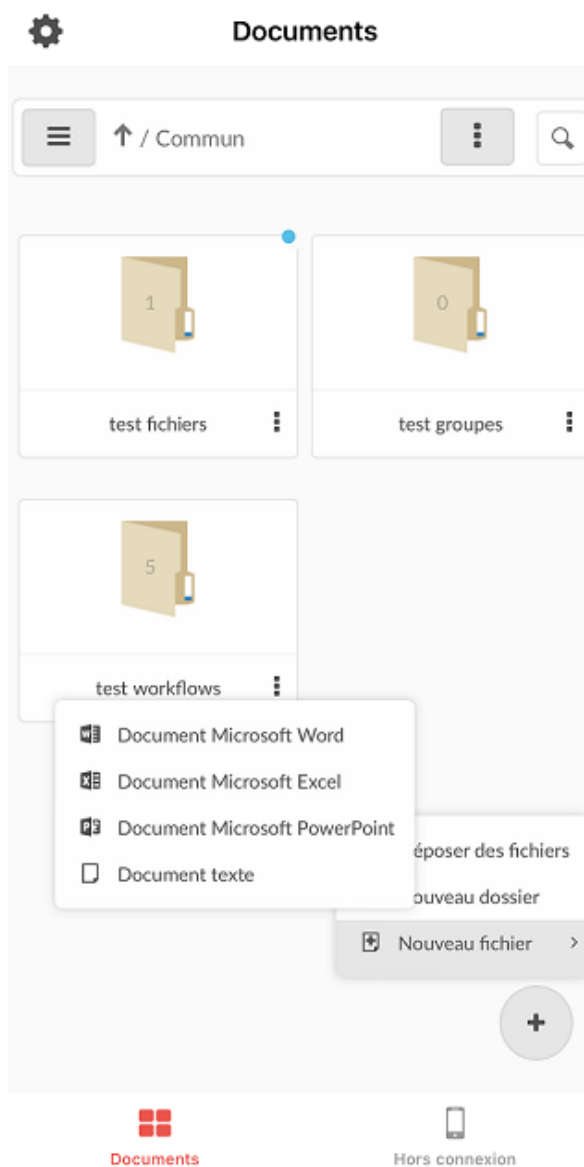 Documents
/ Commun
1
0
test fichiers
test groupes
5
test workflows
Document Microsoft Word
Document Microsoft Excel
Document Microsoft PowerPoint
Document texte
époser des fichiers
ouveau dossier
Nouveau fichier
Documents
Hors connexion